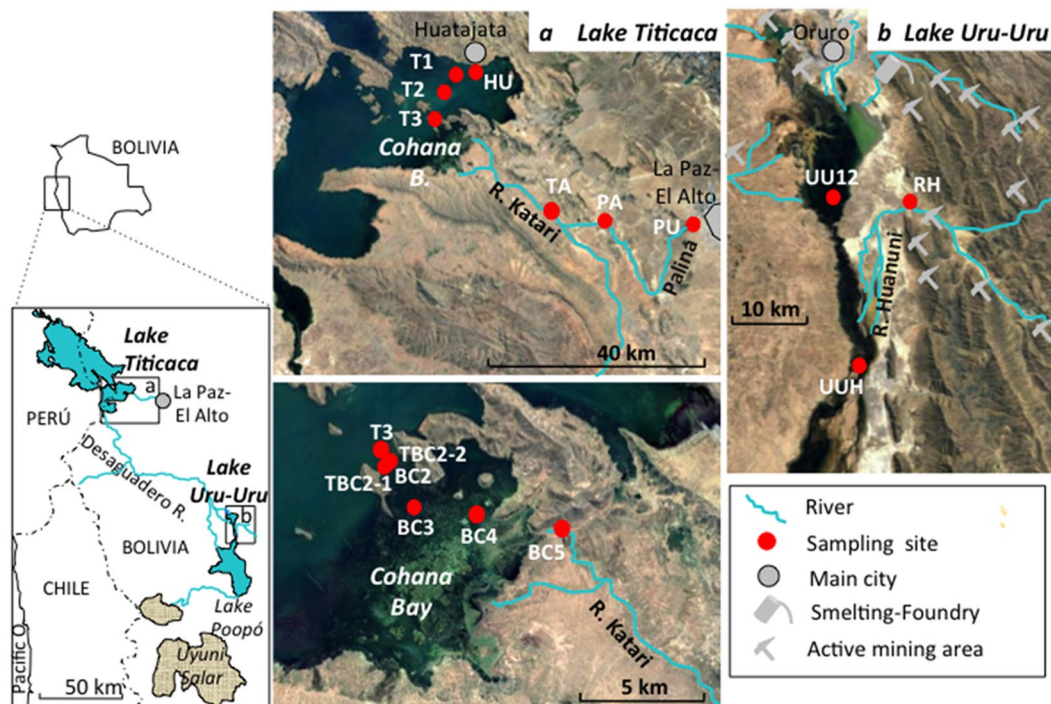 BOLIVIA
Lake
Titicaca
a
La Paz-
El Alto
PERÚ
Desaguadero R.
Lake
Uru-Uru
b
BOLIVIA
CHILE
Lake
Poopó
Uyuni
Salar
Pacific O.
50 km
Huatajata
a Lake Titicaca
T1
HU
T2
T3
Cohana
B.
R. Katari
TA
PA
La Paz-
El Alto
PU
Paliná
40 km
T3
TBC2-2
BC2
TBC2-1
BC3
BC4
BC5
Cohana
Bay
R. Katari
5 km
Oruro
b Lake Uru-Uru
UU12
RH
R. Huanuni
10 km
UUH
River
Sampling site
Main city
Smelting-Foundry
Active mining area